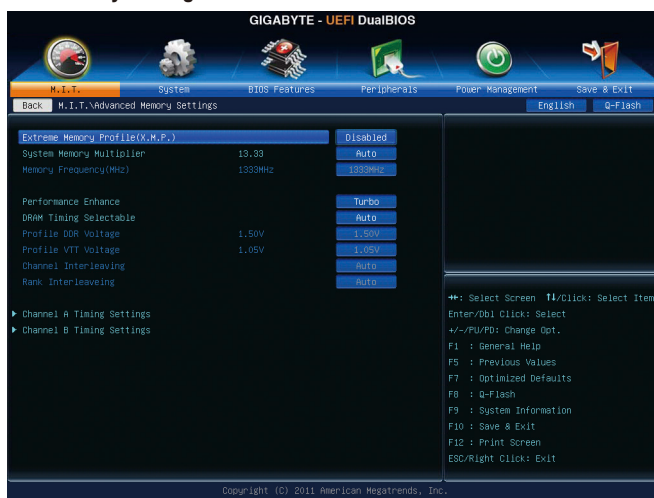 GIGABYTE - UEFI DualBIOS
M.I.T. System BIOS Features Peripherals Power Management Save & Exit
Back M.I.T.\Advanced Memory Settings English Q-Flash
Extreme Memory Profile(X.M.P.) Disabled
System Memory Multiplier 13.33 Auto
Memory Frequency(MHz) 1333MHz 1333MHz
Performance Enhance Turbo
DRAM Timing Selectable Auto
Profile DDR Voltage 1.50V 1.50V
Profile VTT Voltage 1.05V 1.05V
Channel Interleaving Auto
Rank Interleaveing Auto
Channel A Timing Settings
Channel B Timing Settings
→←: Select Screen ↑↓/Click: Select Item
Enter/Dbl Click: Select
+/-/PU/PD: Change Opt.
F1 : General Help
F5 : Previous Values
F7 : Optimized Defaults
F8 : Q-Flash
F9 : System Information
F10 : Save & Exit
F12 : Print Screen
ESC/Right Click: Exit
Copyright (C) 2011 American Megatrends, Inc.